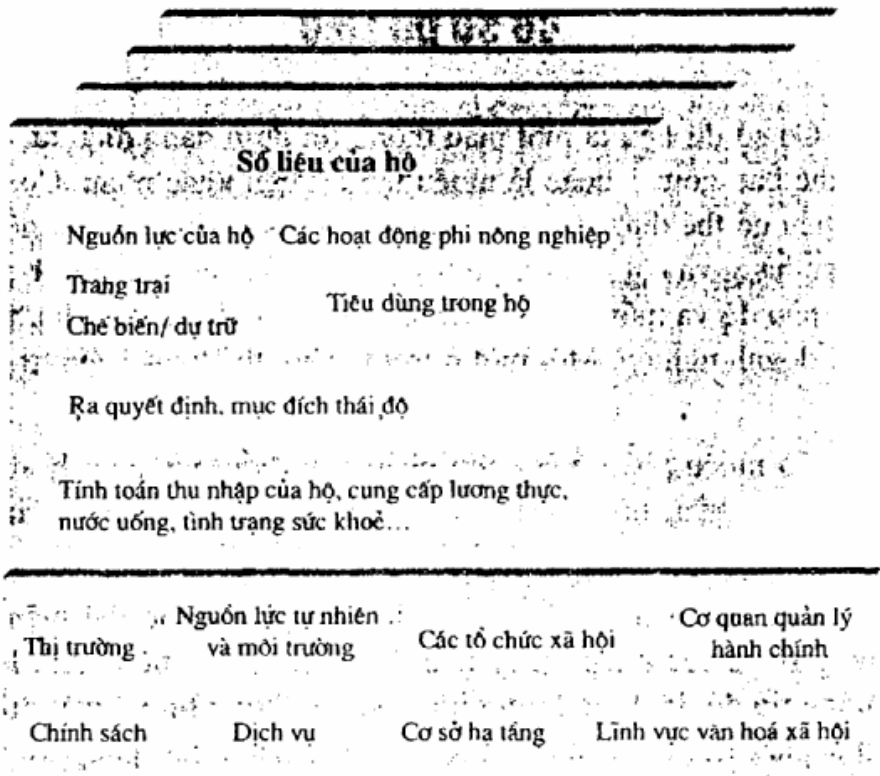 Số liệu của hộ
Nguồn lực của hộ Các hoạt động phi nông nghiệp
Trang trại
Tiêu dùng trong hộ
Chế biến/ dự trữ
Ra quyết định, mục đích thái độ
Tính toán thu nhập của hộ, cung cấp lương thực,
nước uống, tình trạng sức khoẻ...
Thị trường
Nguồn lực tự nhiên
và môi trường
Các tổ chức xã hội
Cơ quan quản lý
hành chính
Chính sách Dịch vụ Cơ sở hạ tầng Lĩnh vực văn hoá xã hội